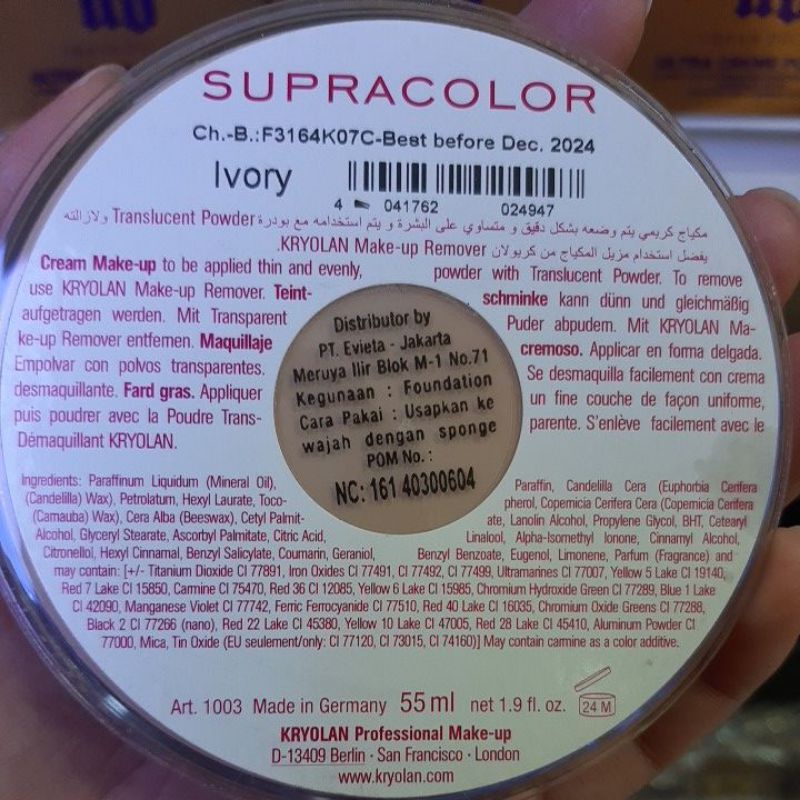 SUPRACOLOR
Ch.-B.:F3164K07C-Best before Dec. 2024
Ivory
4 041762 024947
مكياج كريمي يتم وضعه بشكل دقيق و متساوي على البشرة و يتم استخدامه مع بودرة Translucent Powder ولازالته
يفضل استخدام مزيل المكياج من كريولان KRYOLAN Make-up Remover.
Cream Make-up to be applied thin and evenly, powder with Translucent Powder. To remove
use KRYOLAN Make-up Remover. Teint- schminke kann dünn und gleichmäßig
aufgetragen werden. Mit Transparent Puder abpudem. Mit KRYOLAN Ma-
ke-up Remover entfernen. Maquillaje cremoso. Applicar en forma delgada.
Empolvar con polvos transparentes. Se desmaquilla facilement con crema
desmaquillante. Fard gras. Appliquer un fine couche de façon uniforme,
puis poudrer avec la Poudre Trans- parente. S'enlève facilement avec le
Démaquillant KRYOLAN.
Distributor by
PT. Evieta - Jakarta
Meruya Ilir Blok M-1 No.71
Kegunaan : Foundation
Cara Pakai : Usapkan ke
wajah dengan sponge
POM No.:
NC: 161 40300604
Ingredients: Paraffinum Liquidum (Mineral Oil), Paraffin, Candelilla Cera (Euphorbia Cerifera
(Candelilla) Wax), Petrolatum, Hexyl Laurate, Toco- pherol, Copernicia Cerifera Cera (Copernicia Cerifera
(Carnauba) Wax), Cera Alba (Beeswax), Cetyl Palmit- ate, Lanolin Alcohol, Propylene Glycol, BHT, Cetearyl
Alcohol, Glyceryl Stearate, Ascorbyl Palmitate, Citric Acid, Linalool, Alpha-Isomethyl Ionone, Cinnamyl Alcohol,
Citronellol, Hexyl Cinnamal, Benzyl Salicylate, Coumarin, Geraniol, Benzyl Benzoate, Eugenol, Limonene, Parfum (Fragrance) and
may contain: [+/- Titanium Dioxide CI 77891, Iron Oxides CI 77491, CI 77492, CI 77499, Ultramarines CI 77007, Yellow 5 Lake CI 19140,
Red 7 Lake CI 15850, Carmine CI 75470, Red 36 CI 12085, Yellow 6 Lake CI 15985, Chromium Hydroxide Green CI 77289, Blue 1 Lake
CI 42090, Manganese Violet CI 77742, Ferric Ferrocyanide CI 77510, Red 40 Lake CI 16035, Chromium Oxide Greens CI 77288,
Black 2 CI 77266 (nano), Red 22 Lake CI 45380, Yellow 10 Lake CI 47005, Red 28 Lake CI 45410, Aluminum Powder CI
77000, Mica, Tin Oxide (EU seulement/only: CI 77120, CI 73015, CI 74160)] May contain carmine as a color additive.
Art. 1003 Made in Germany 55 ml net 1.9 fl. oz. 24 M
KRYOLAN Professional Make-up
D-13409 Berlin · San Francisco · London
www.kryolan.com